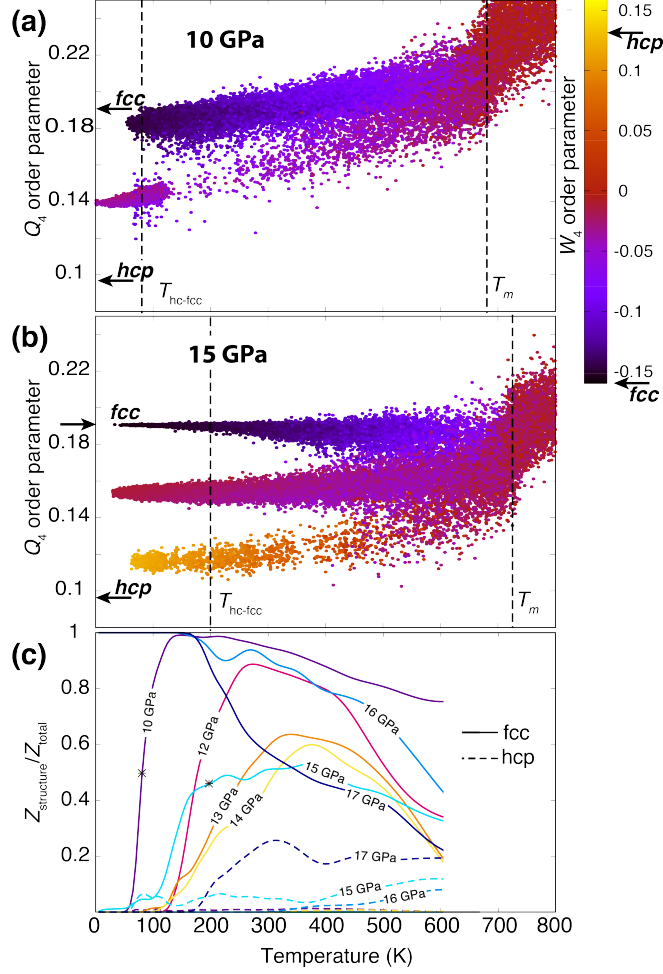 (a)
10 GPa
0.22
0.18
0.14
0.1
Q4 order parameter
fcc
hcp
Thc-fcc
Tm
0.15
0.1
0.05
0
-0.05
-0.1
-0.15
W4 order parameter
hcp
fcc
(b)
15 GPa
0.22
0.18
0.14
0.1
Q4 order parameter
fcc
hcp
Thc-fcc
Tm
(c)
1
0.8
0.6
0.4
0.2
Zstructure/Ztotal
10 GPa
12 GPa
13 GPa
14 GPa
15 GPa
16 GPa
17 GPa
17 GPa
15 GPa
16 GPa
fcc
hcp
0 100 200 300 400 500 600 700 800
Temperature (K)